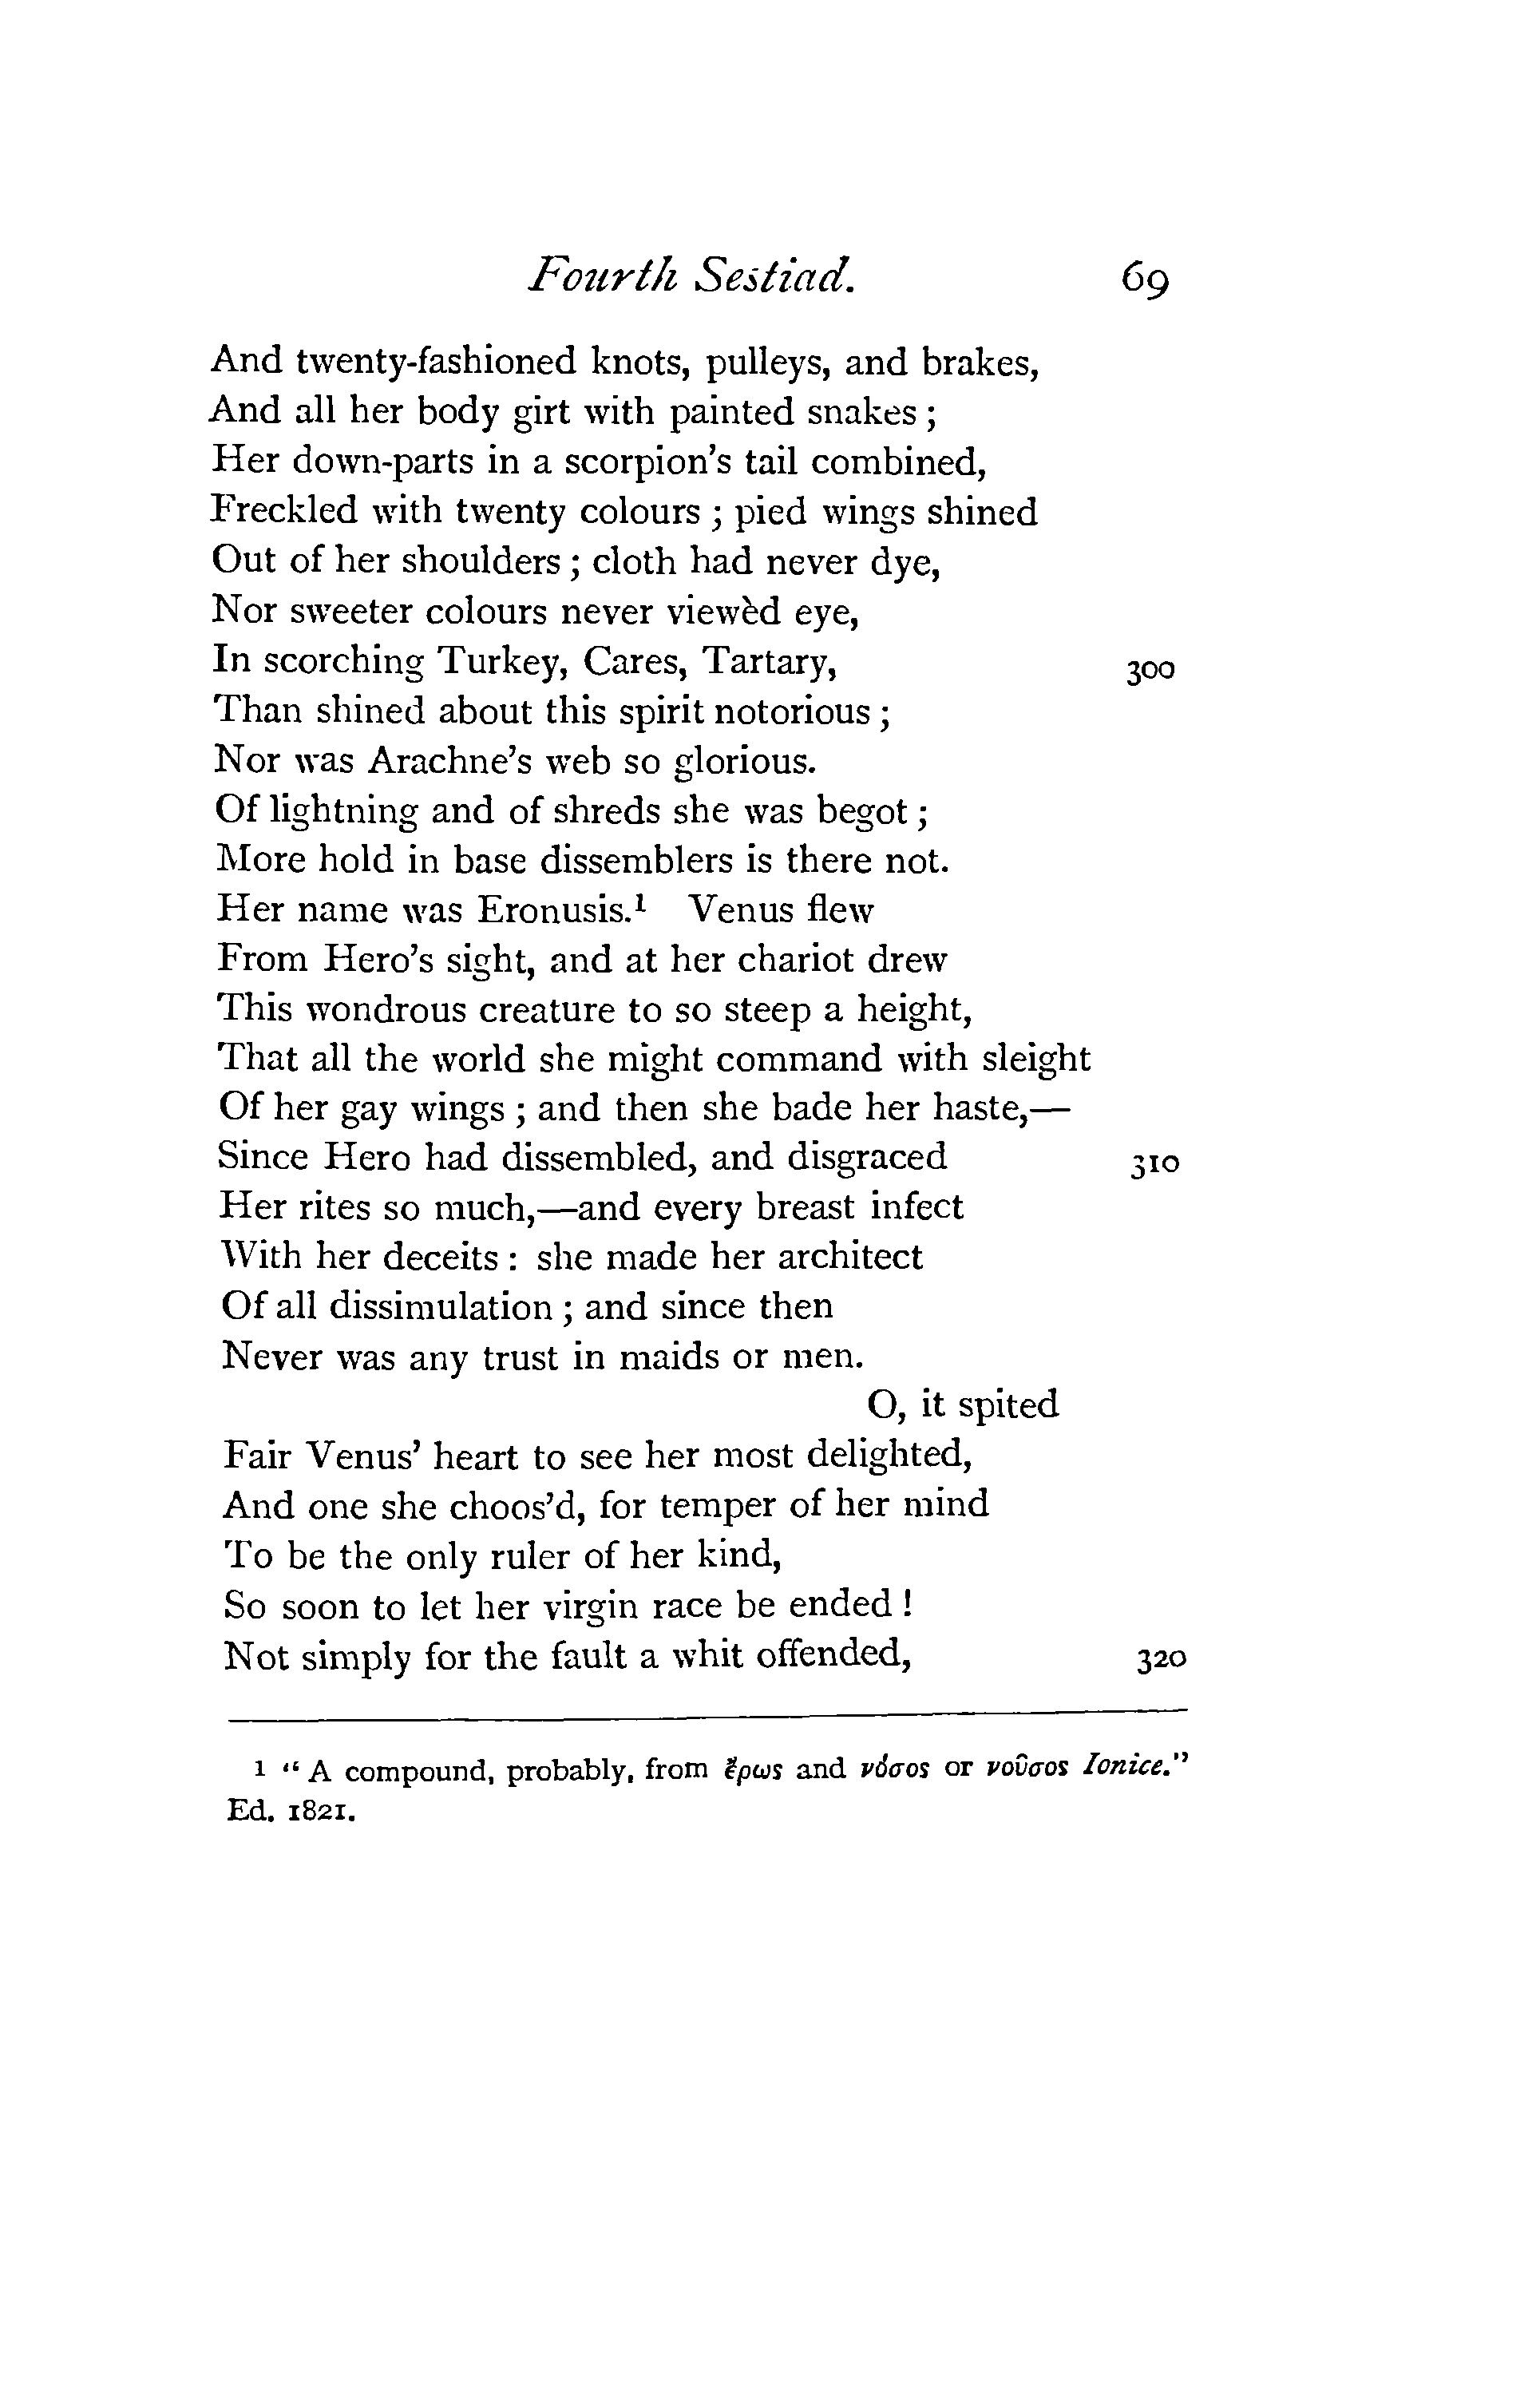 Fourth Sestiad. 69
And twenty-fashioned knots, pulleys, and brakes,
And all her body girt with painted snakes ;
Her down-parts in a scorpion's tail combined,
Freckled with twenty colours ; pied wings shined
Out of her shoulders ; cloth had never dye,
Nor sweeter colours never viewèd eye,
In scorching Turkey, Cares, Tartary, 300
Than shined about this spirit notorious ;
Nor was Arachne's web so glorious.
Of lightning and of shreds she was begot ;
More hold in base dissemblers is there not.
Her name was Eronusis.¹ Venus flew
From Hero's sight, and at her chariot drew
This wondrous creature to so steep a height,
That all the world she might command with sleight
Of her gay wings ; and then she bade her haste,—
Since Hero had dissembled, and disgraced 310
Her rites so much,—and every breast infect
With her deceits : she made her architect
Of all dissimulation ; and since then
Never was any trust in maids or men.
O, it spited
Fair Venus' heart to see her most delighted,
And one she choos'd, for temper of her mind
To be the only ruler of her kind,
So soon to let her virgin race be ended !
Not simply for the fault a whit offended, 320
1 “ A compound, probably, from ἔρως and νόσος or νοῦσος Ionice.”
Ed. 1821.